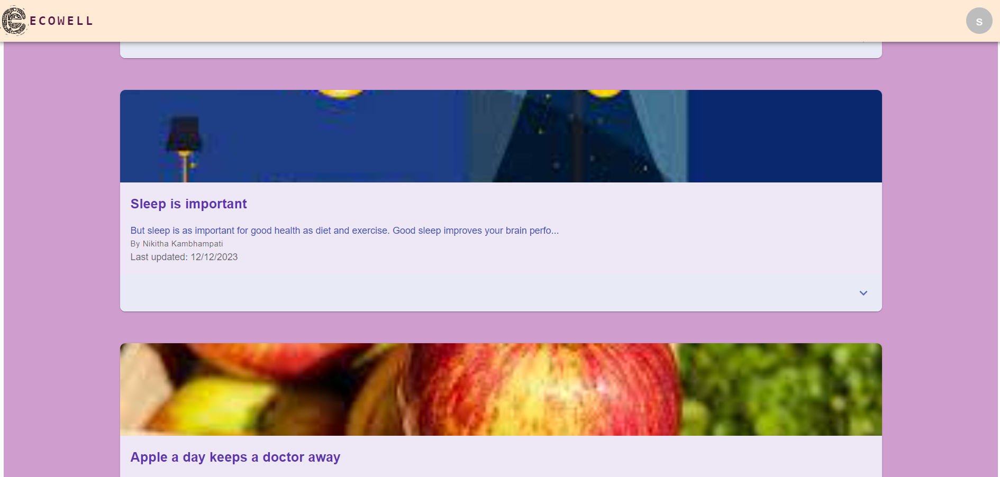 ECOWELL
S
Sleep is important
But sleep is as important for good health as diet and exercise. Good sleep improves your brain perfo...
By Nikitha Kambhampati
Last updated: 12/12/2023
Apple a day keeps a doctor away